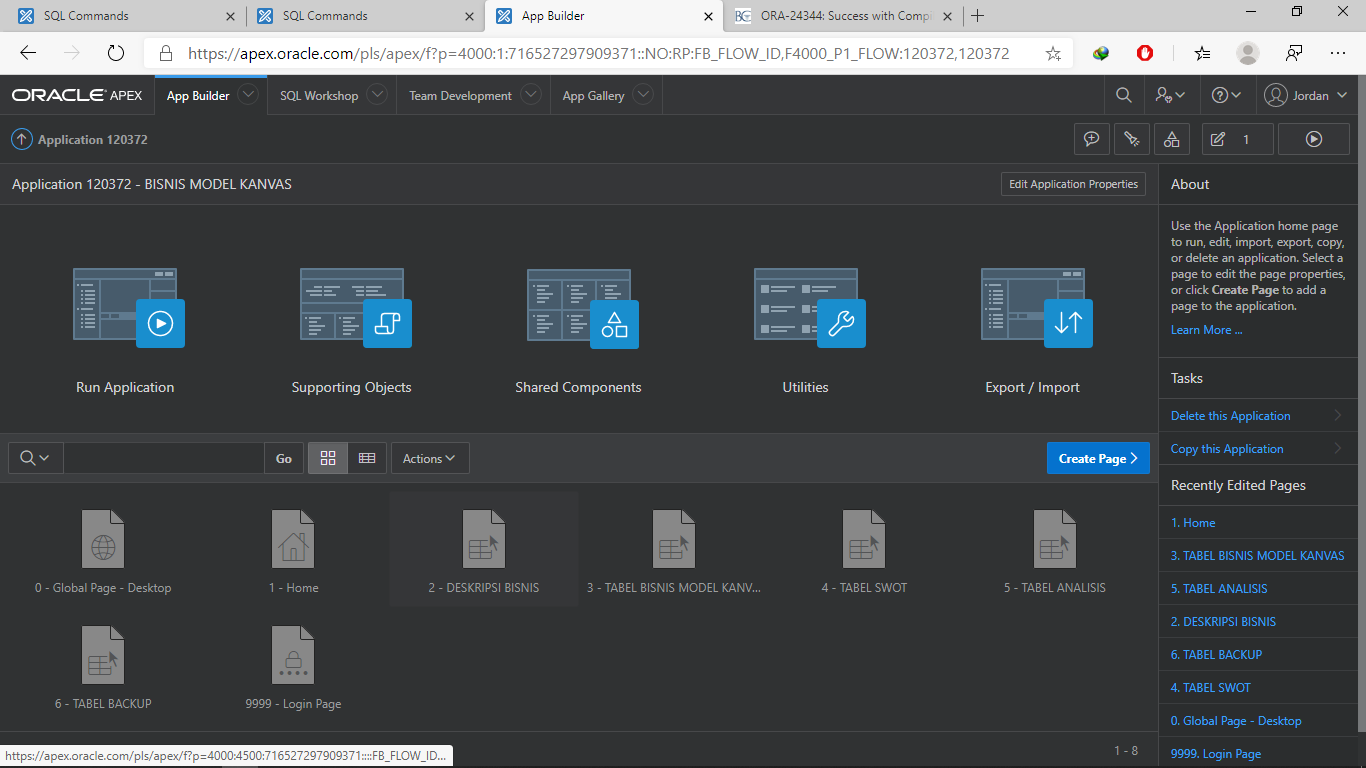 SQL Commands
SQL Commands
App Builder
ORA-24344: Success with Compi
https://apex.oracle.com/pls/apex/f?p=4000:1:716527297909371::NO:RP:FB_FLOW_ID,F4000_P1_FLOW:120372,120372
ORACLE APEX
App Builder
SQL Workshop
Team Development
App Gallery
Jordan
Application 120372
1
Application 120372 - BISNIS MODEL KANVAS
Edit Application Properties
Run Application
Supporting Objects
Shared Components
Utilities
Export / Import
Go
Actions
Create Page
0 - Global Page - Desktop
1 - Home
2 - DESKRIPSI BISNIS
3 - TABEL BISNIS MODEL KANV...
4 - TABEL SWOT
5 - TABEL ANALISIS
6 - TABEL BACKUP
9999 - Login Page
1 - 8
About
Use the Application home page
to run, edit, import, export, copy,
or delete an application. Select a
page to edit the page properties,
or click Create Page to add a
page to the application.
Learn More ...
Tasks
Delete this Application
Copy this Application
Recently Edited Pages
1. Home
3. TABEL BISNIS MODEL KANVAS
5. TABEL ANALISIS
2. DESKRIPSI BISNIS
6. TABEL BACKUP
4. TABEL SWOT
0. Global Page - Desktop
9999. Login Page
https://apex.oracle.com/pls/apex/f?p=4000:4500:716527297909371::::FB_FLOW_ID...